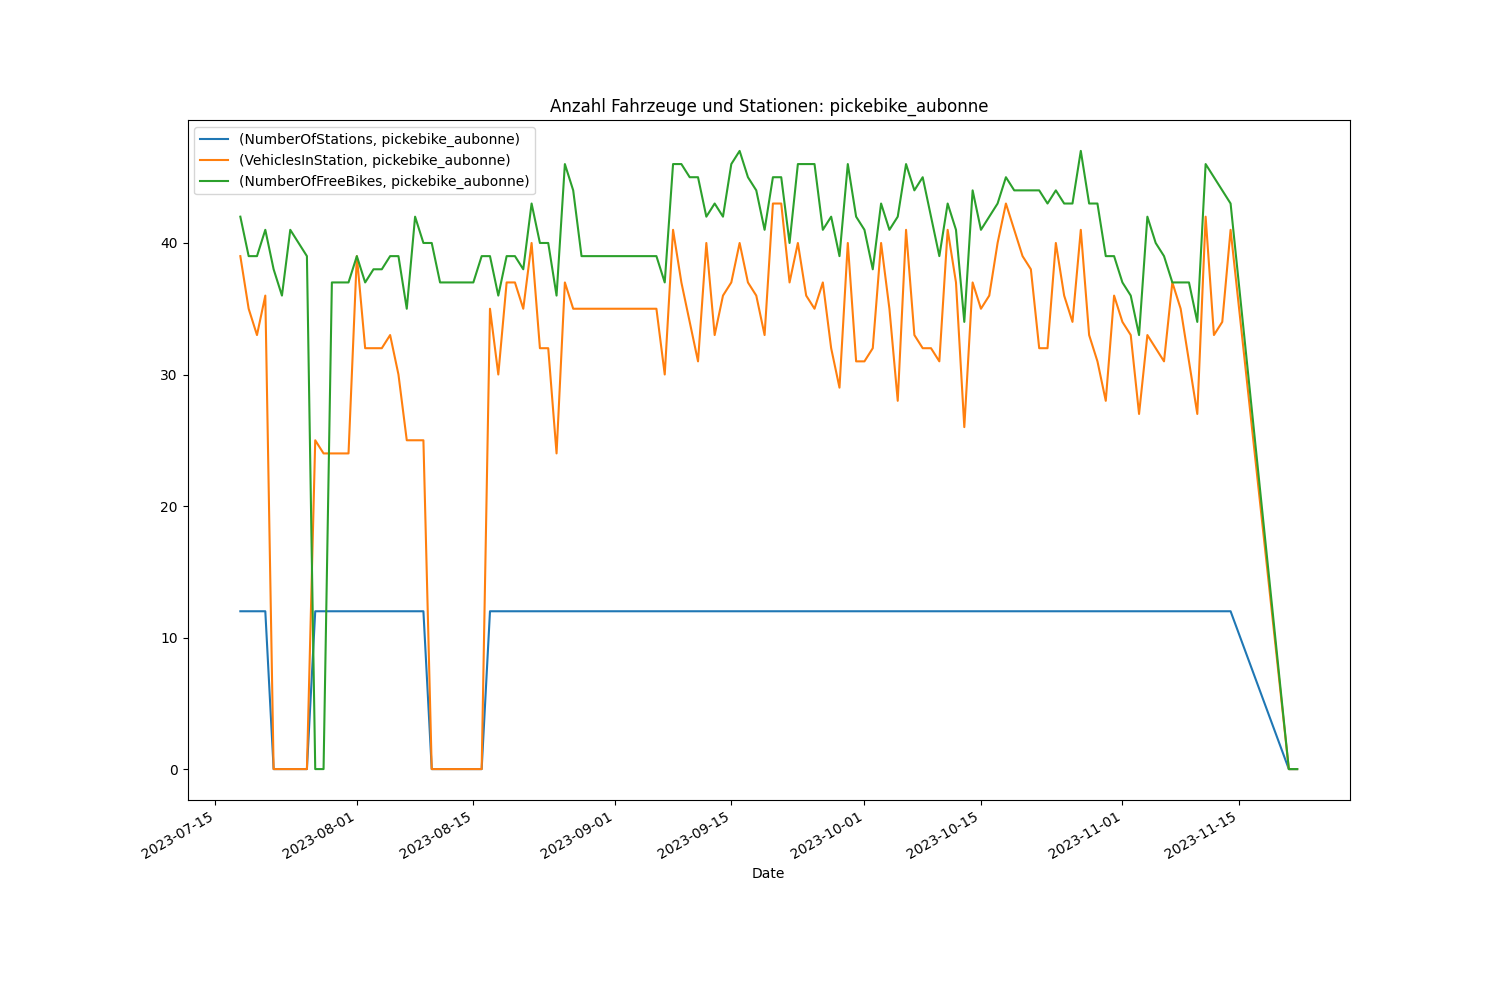 Anzahl Fahrzeuge und Stationen: pickebike_aubonne
(NumberOfStations, pickebike_aubonne)
(VehiclesInStation, pickebike_aubonne)
(NumberOfFreeBikes, pickebike_aubonne)
40
30
20
10
0
2023-07-15
2023-08-01
2023-08-15
2023-09-01
2023-09-15
2023-10-01
2023-10-15
2023-11-01
2023-11-15
Date